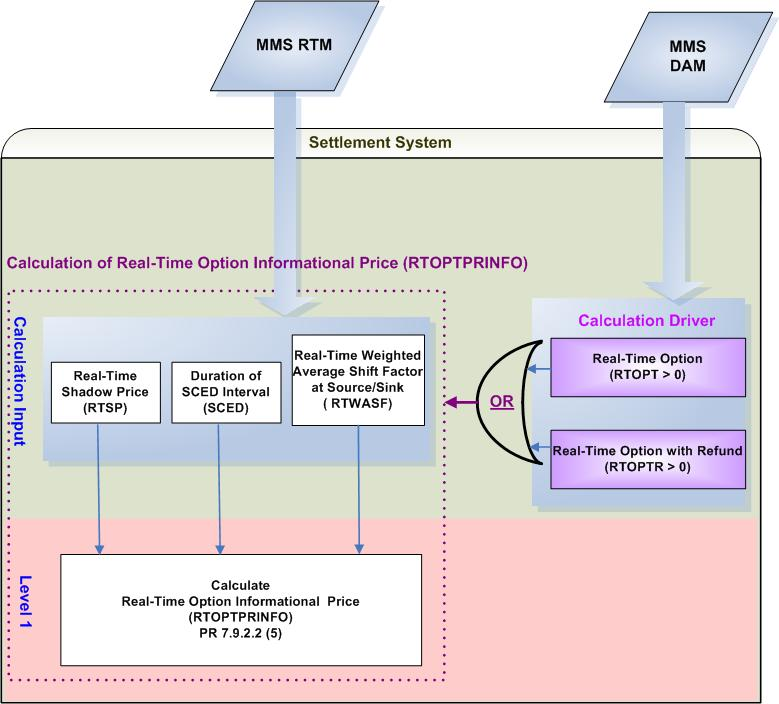 MMS RTM
MMS
DAM
Settlement System
Calculation of Real-Time Option Informational Price (RTOPTPRINFO)
Calculation Input
Real-Time
Shadow Price
(RTSP)
Duration of
SCED Interval
(SCED)
Real-Time Weighted
Average Shift Factor
at Source/Sink
( RTWASF)
Calculation Driver
Real-Time Option
(RTOPT > 0)
OR
Real-Time Option with Refund
(RTOPTR > 0)
Level 1
Calculate
Real-Time Option Informational Price
(RTOPTPRINFO)
PR 7.9.2.2 (5)